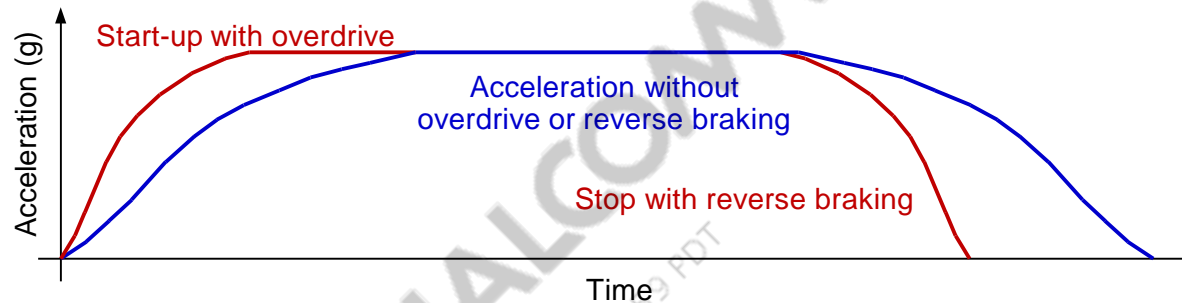 Start-up with overdrive
Acceleration (g)
Acceleration without
overdrive or reverse braking
Stop with reverse braking
Time